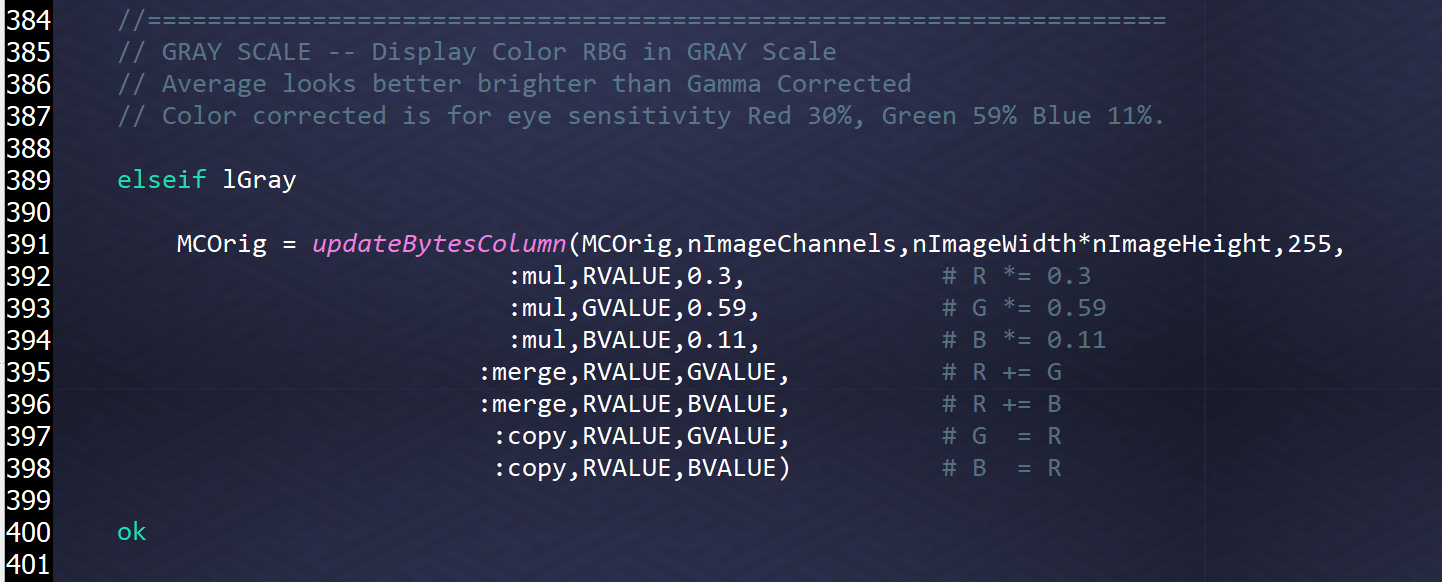 384 //====================================================================
385 // GRAY SCALE -- Display Color RBG in GRAY Scale
386 // Average looks better brighter than Gamma Corrected
387 // Color corrected is for eye sensitivity Red 30%, Green 59% Blue 11%.
388
389 elseif lGray
390
391 MCOrig = updateBytesColumn(MCOrig,nImageChannels,nImageWidth*nImageHeight,255,
392 :mul,RVALUE,0.3, # R *= 0.3
393 :mul,GVALUE,0.59, # G *= 0.59
394 :mul,BVALUE,0.11, # B *= 0.11
395 :merge,RVALUE,GVALUE, # R += G
396 :merge,RVALUE,BVALUE, # R += B
397 :copy,RVALUE,GVALUE, # G  = R
398 :copy,RVALUE,BVALUE) # B  = R
399
400 ok
401